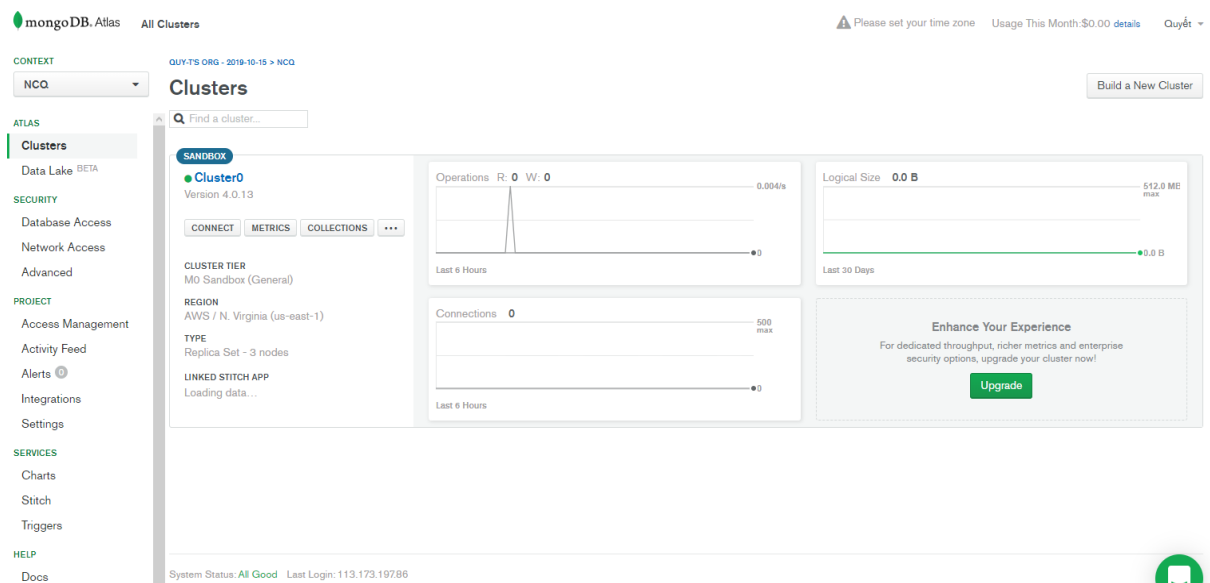 mongoDB. Atlas
All Clusters
Please set your time zone
Usage This Month:$0.00 details
Quyết
CONTEXT
NCQ
ATLAS
Clusters
Data Lake BETA
SECURITY
Database Access
Network Access
Advanced
PROJECT
Access Management
Activity Feed
Alerts 0
Integrations
Settings
SERVICES
Charts
Stitch
Triggers
HELP
Docs
QUY-T'S ORG - 2019-10-15 > NCQ
Clusters
Build a New Cluster
Find a cluster...
SANDBOX
Cluster0
Version 4.0.13
CONNECT
METRICS
COLLECTIONS
...
CLUSTER TIER
M0 Sandbox (General)
REGION
AWS / N. Virginia (us-east-1)
TYPE
Replica Set - 3 nodes
LINKED STITCH APP
Loading data...
Operations R: 0 W: 0
0.004/s
0
Last 6 Hours
Logical Size 0.0 B
512.0 MB
max
0.0 B
Last 30 Days
Connections 0
500
max
0
Last 6 Hours
Enhance Your Experience
For dedicated throughput, richer metrics and enterprise
security options, upgrade your cluster now!
Upgrade
System Status: All Good Last Login: 113.173.197.86